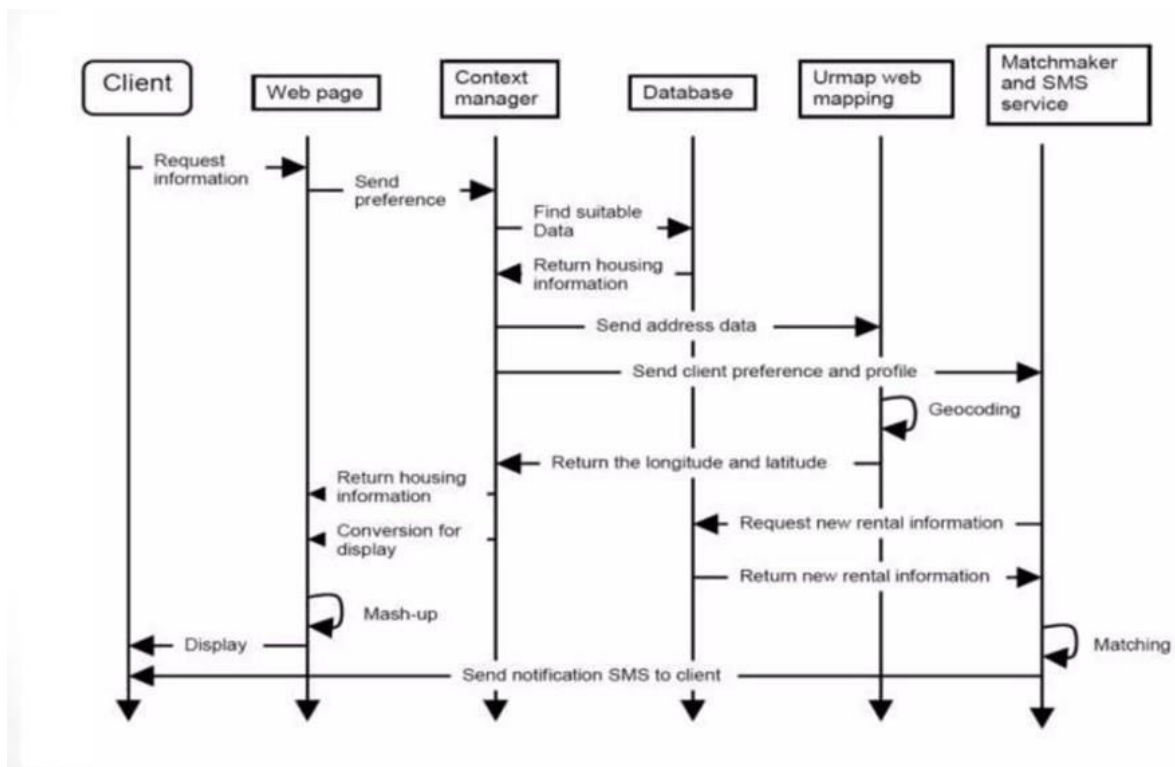 Client
Web page
Context
manager
Database
Urmap web
mapping
Matchmaker
and SMS
service
Request
information
Send
preference
Find suitable
Data
Return housing
information
Send address data
Send client preference and profile
Geocoding
Return the longitude and latitude
Return housing
information
Request new rental information
Conversion for
display
Return new rental information
Mash-up
Display
Matching
Send notification SMS to client